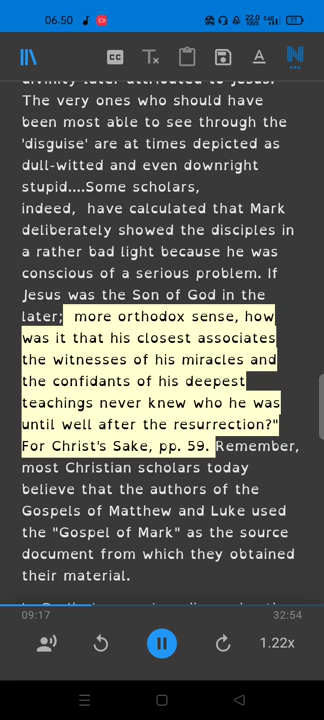 06.50
CC
N
divinity later attributed to Jesus.
The very ones who should have
been most able to see through the
'disguise' are at times depicted as
dull-witted and even downright
stupid....Some scholars,
indeed,  have calculated that Mark
deliberately showed the disciples in
a rather bad light because he was
conscious of a serious problem. If
Jesus was the Son of God in the
later;  more orthodox sense, how
was it that his closest associates
the witnesses of his miracles and
the confidants of his deepest
teachings never knew who he was
until well after the resurrection?"
For Christ's Sake, pp. 59. Remember,
most Christian scholars today
believe that the authors of the
Gospels of Matthew and Luke used
the "Gospel of Mark" as the source
document from which they obtained
their material.
09:17 32:54
1.22x